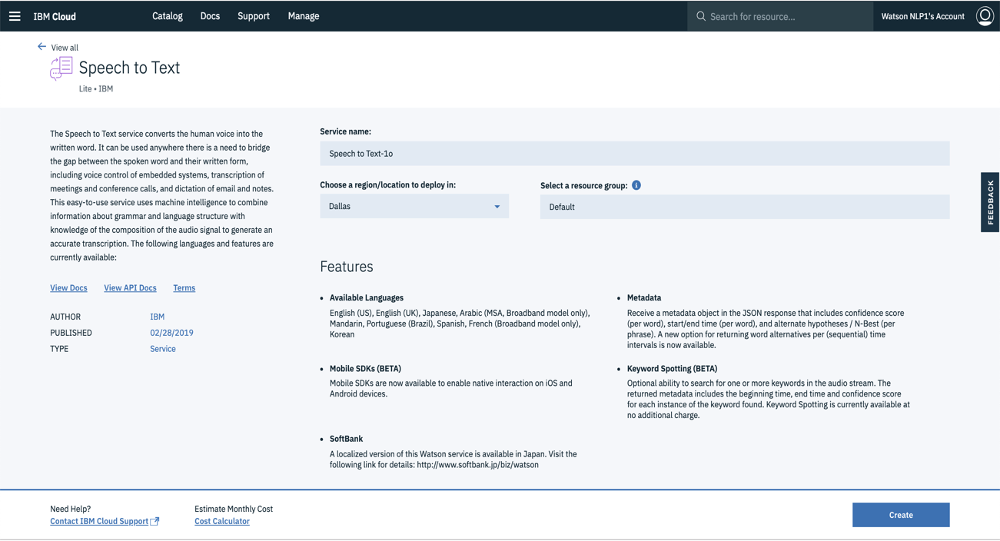 IBM Cloud
Catalog
Docs
Support
Manage
Search for resource...
Watson NLP1's Account
View all
Speech to Text
Lite • IBM
The Speech to Text service converts the human voice into the
written word. It can be used anywhere there is a need to bridge
the gap between the spoken word and their written form,
including voice control of embedded systems, transcription of
meetings and conference calls, and dictation of email and notes.
This easy-to-use service uses machine intelligence to combine
information about grammar and language structure with
knowledge of the composition of the audio signal to generate an
accurate transcription. The following languages and features are
currently available:
View Docs
View API Docs
Terms
AUTHOR IBM
PUBLISHED 02/28/2019
TYPE Service
Service name:
Speech to Text-1o
Choose a region/location to deploy in:
Dallas
Select a resource group:
Default
FEEDBACK
Features
• Available Languages
English (US), English (UK), Japanese, Arabic (MSA, Broadband model only),
Mandarin, Portuguese (Brazil), Spanish, French (Broadband model only),
Korean
• Metadata
Receive a metadata object in the JSON response that includes confidence score
(per word), start/end time (per word), and alternate hypotheses / N-Best (per
phrase). A new option for returning word alternatives per (sequential) time
intervals is now available.
• Mobile SDKs (BETA)
Mobile SDKs are now available to enable native interaction on iOS and
Android devices.
• Keyword Spotting (BETA)
Optional ability to search for one or more keywords in the audio stream. The
returned metadata includes the beginning time, end time and confidence score
for each instance of the keyword found. Keyword Spotting is currently available at
no additional charge.
• SoftBank
A localized version of this Watson service is available in Japan. Visit the
following link for details: http://www.softbank.jp/biz/watson
Need Help?
Contact IBM Cloud Support
Estimate Monthly Cost
Cost Calculator
Create